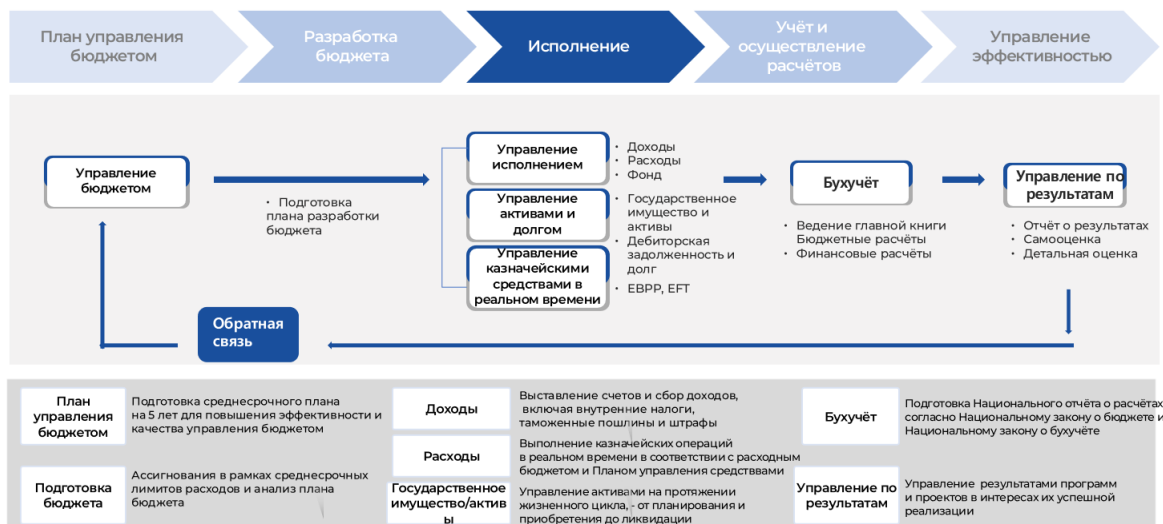 План управления
бюджетом
Разработка
бюджета
Исполнение
Учёт и
осуществление
расчётов
Управление
эффективностью
Управление
бюджетом
• Подготовка
плана разработки
бюджета
Управление
исполнением
• Доходы
• Расходы
• Фонд
Управление
активами и
долгом
• Государственное
имущество и
активы
• Дебиторская
задолженность и
долг
Управление
казначейскими
средствами в
реальном времени
• EBPP, EFT
Бухучёт
• Ведение главной книги
Бюджетные расчёты
• Финансовые расчёты
Управление по
результатам
• Отчёт о результатах
• Самооценка
• Детальная оценка
Обратная
связь
План
управления
бюджетом
Подготовка среднесрочного плана
на 5 лет для повышения эффективности и
качества управления бюджетом
Подготовка
бюджета
Ассигнования в рамках среднесрочных
лимитов расходов и анализ плана
бюджета
Доходы
Выставление счетов и сбор доходов,
включая внутренние налоги,
таможенные пошлины и штрафы
Расходы
Выполнение казначейских операций
в реальном времени в соответствии с расходным
бюджетом и Планом управления средствами
Государственное
имущество/актив
ы
Управление активами на протяжении
жизненного цикла, - от планирования и
приобретения до ликвидации
Бухучёт
Подготовка Национального отчёта о расчётах
согласно Национальному закону о бюджете и
Национальному закону о бухучёте
Управление по
результатам
Управление результатами программ
и проектов в интересах их успешной
реализации